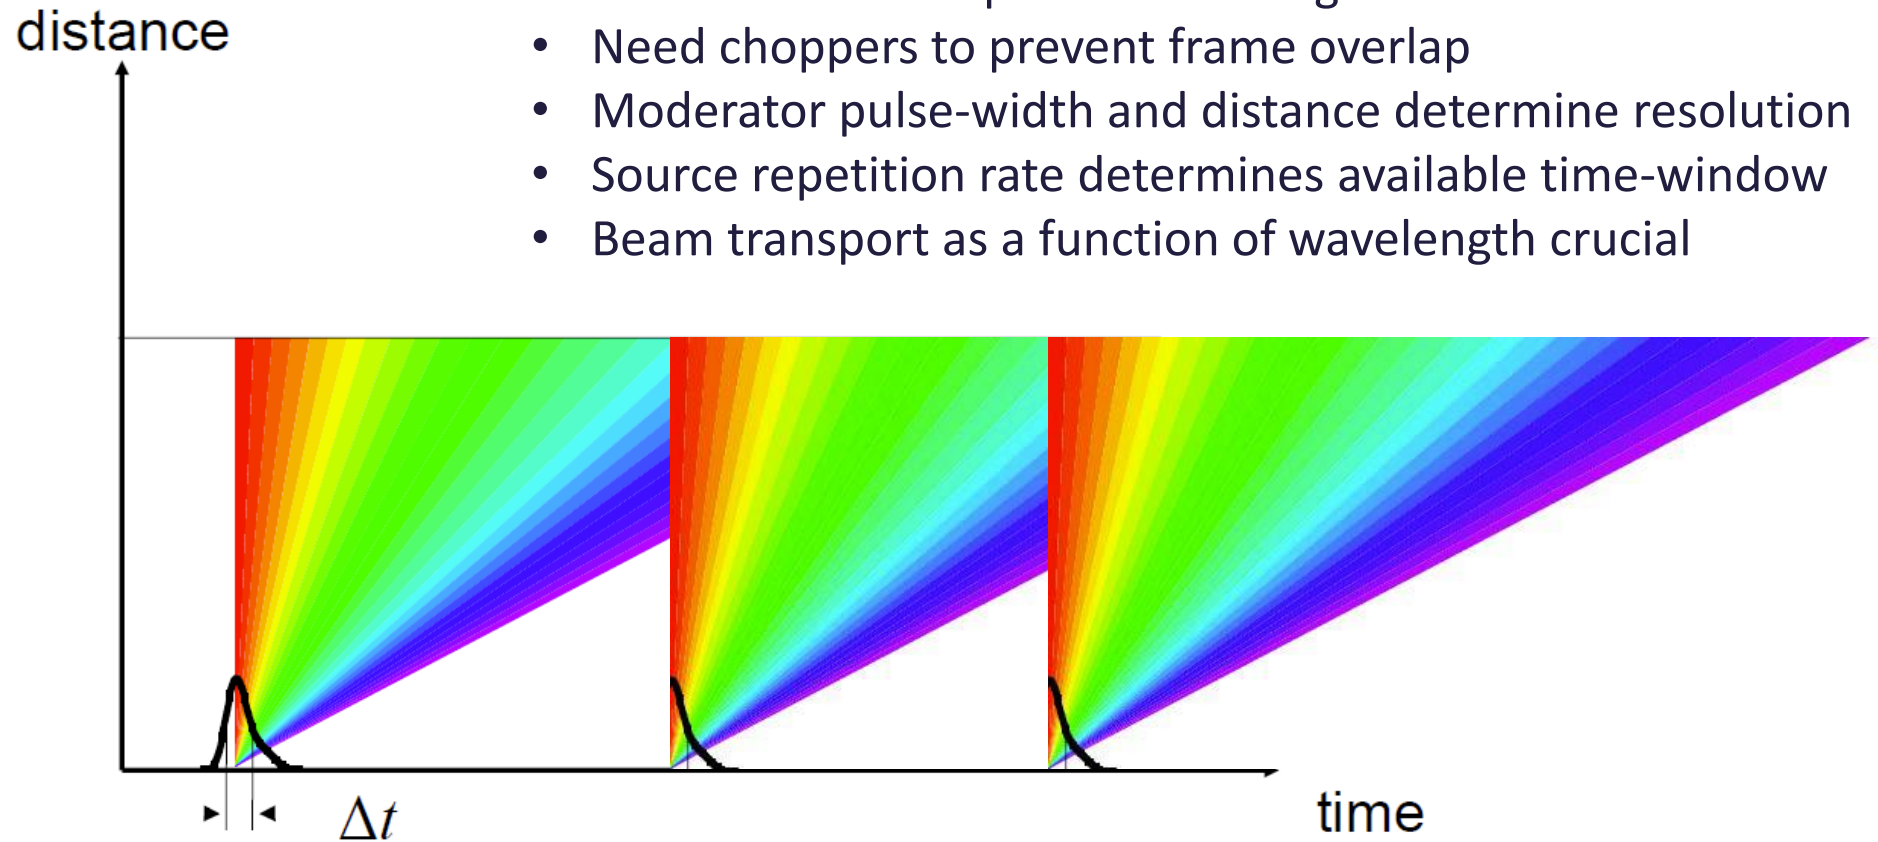 distance
• Need choppers to prevent frame overlap
• Moderator pulse-width and distance determine resolution
• Source repetition rate determines available time-window
• Beam transport as a function of wavelength crucial
Δt
time